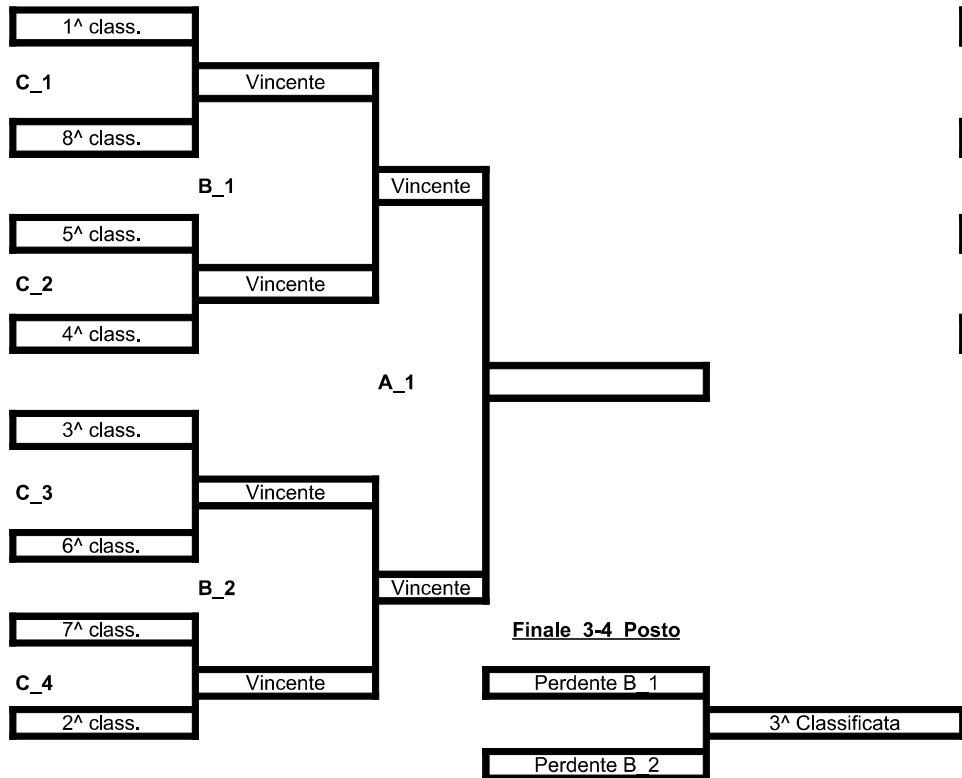 1^ class.
C_1
Vincente
8^ class.
B_1
Vincente
5^ class.
C_2
Vincente
4^ class.
A_1
3^ class.
C_3
Vincente
6^ class.
B_2
Vincente
7^ class.
Finale 3-4 Posto
C_4
Vincente
Perdente B_1
2^ class.
3^ Classificata
Perdente B_2